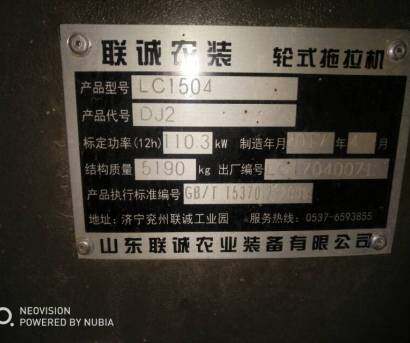 联诚农装 轮式拖拉机
产品型号 LC1504
产品代号 DJ2
标定功率(12h) 110.3 kW 制造年月 2017 年 4 月
结构质量 5190 kg 出厂编号
产品执行标准编号 GB/T 15370
地址:济宁兖州联诚工业园 服务热线:0537-6593855
山东联诚农业装备有限公司
NEOVISION
POWERED BY NUBIA